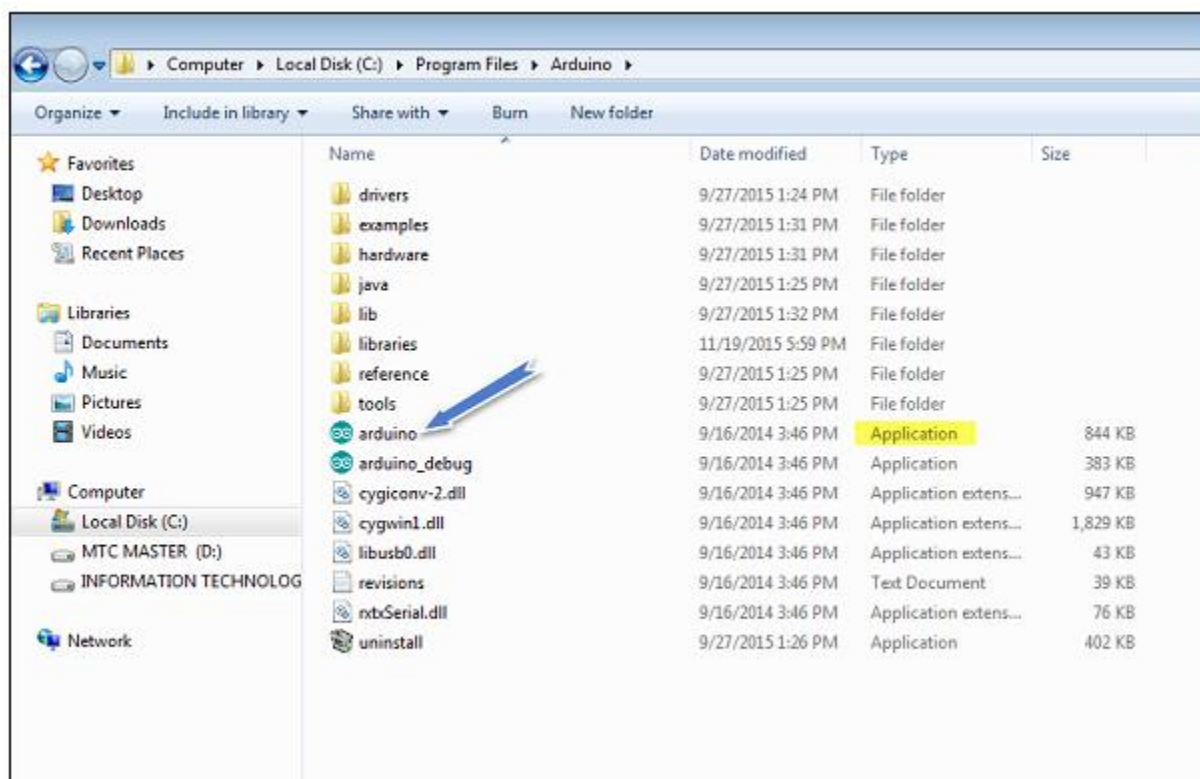 Computer Local Disk (C:) Program Files Arduino
Organize Include in library Share with Burn New folder
Favorites
Desktop
Downloads
Recent Places
Libraries
Documents
Music
Pictures
Videos
Computer
Local Disk (C:)
MTC MASTER (D:)
INFORMATION TECHNOLOG
Network
Name Date modified Type Size
drivers 9/27/2015 1:24 PM File folder
examples 9/27/2015 1:31 PM File folder
hardware 9/27/2015 1:31 PM File folder
java 9/27/2015 1:25 PM File folder
lib 9/27/2015 1:32 PM File folder
libraries 11/19/2015 5:59 PM File folder
reference 9/27/2015 1:25 PM File folder
tools 9/27/2015 1:25 PM File folder
arduino 9/16/2014 3:46 PM Application 844 KB
arduino_debug 9/16/2014 3:46 PM Application 383 KB
cygiconv-2.dll 9/16/2014 3:46 PM Application extens... 947 KB
cygwin1.dll 9/16/2014 3:46 PM Application extens... 1,829 KB
libusb0.dll 9/16/2014 3:46 PM Application extens... 43 KB
revisions 9/16/2014 3:46 PM Text Document 39 KB
rxtxSerial.dll 9/16/2014 3:46 PM Application extens... 76 KB
uninstall 9/27/2015 1:26 PM Application 402 KB